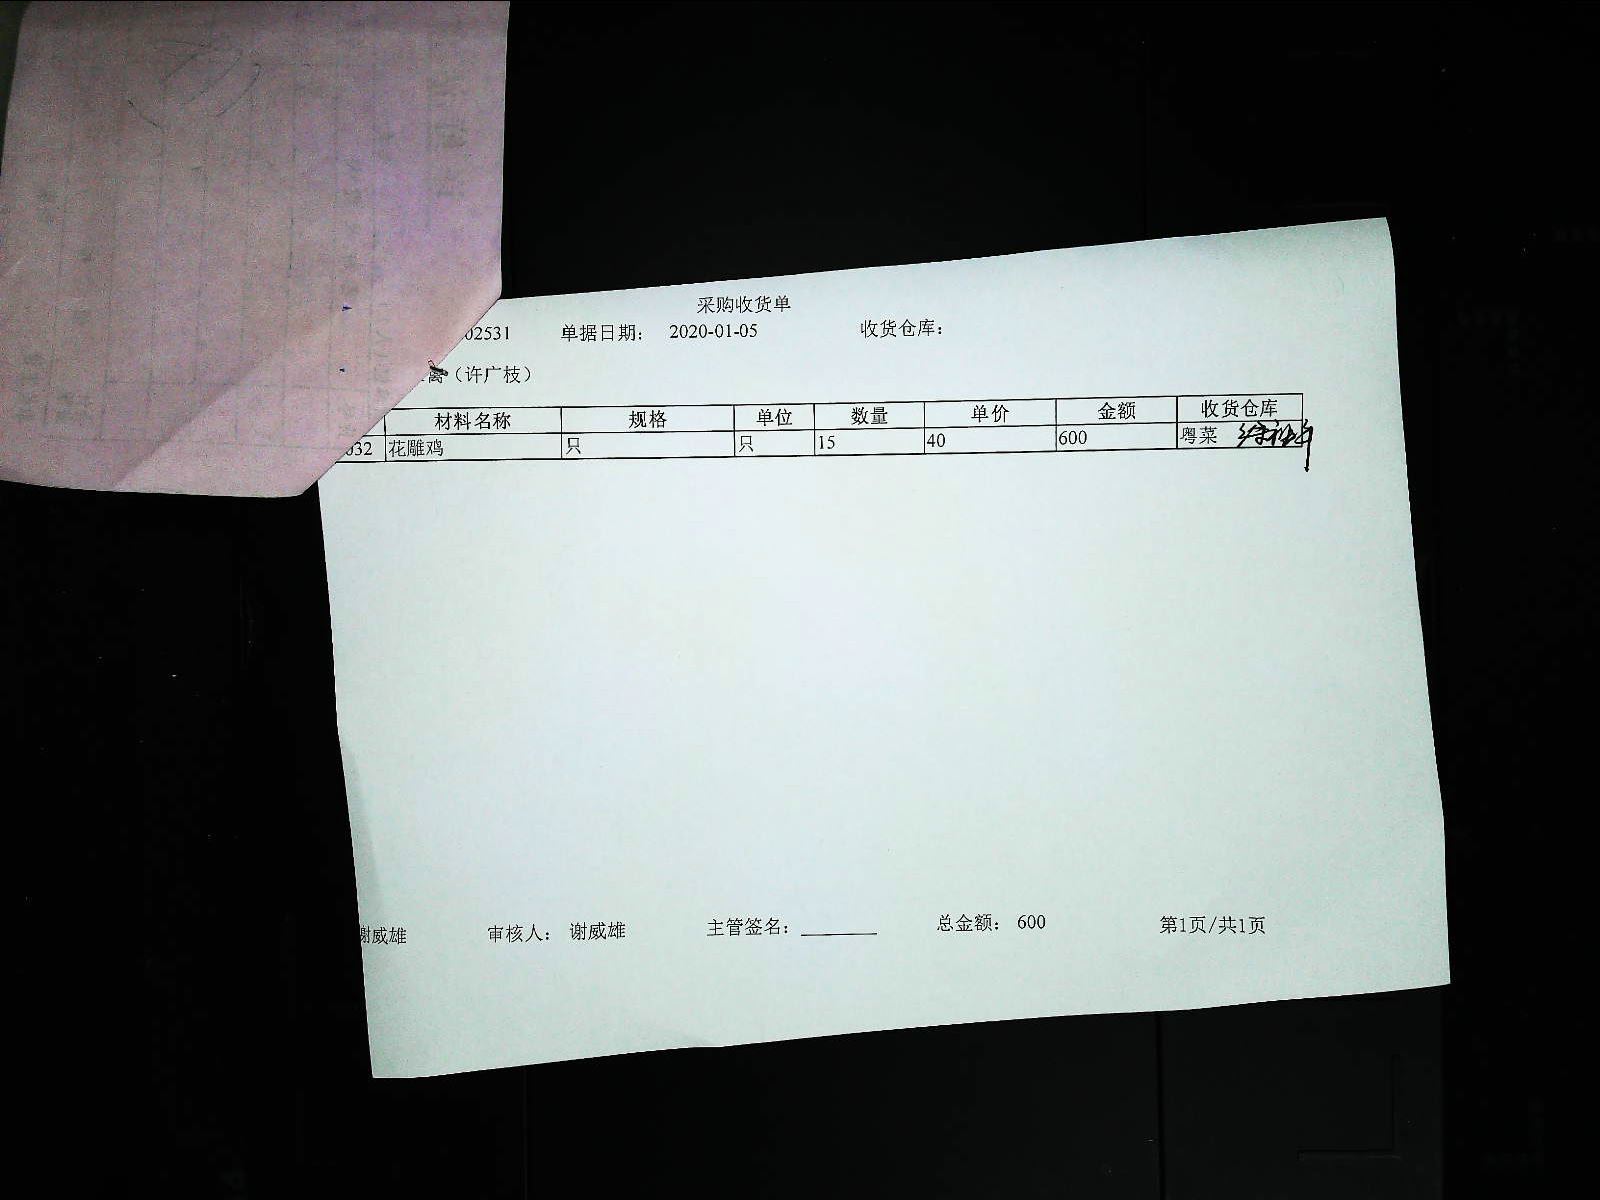 采购收货单
02531 单据日期： 2020-01-05 收货仓库：
（许广枝）
材料名称 规格 单位 数量 单价 金额 收货仓库
032 花雕鸡 只 只 15 40 600 粤菜
谢威雄 审核人： 谢威雄 主管签名： 总金额： 600 第1页/共1页